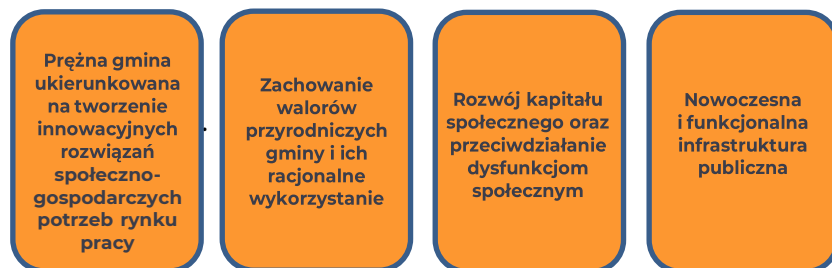 Prężna gmina
ukierunkowana
na tworzenie
innowacyjnych
rozwiązań
społeczno-
gospodarczych
potrzeb rynku
pracy
Zachowanie
walorów
przyrodniczych
gminy i ich
racjonalne
wykorzystanie
Rozwój kapitału
społecznego oraz
przeciwdziałanie
dysfunkcjom
społecznym
Nowoczesna
i funkcjonalna
infrastruktura
publiczna